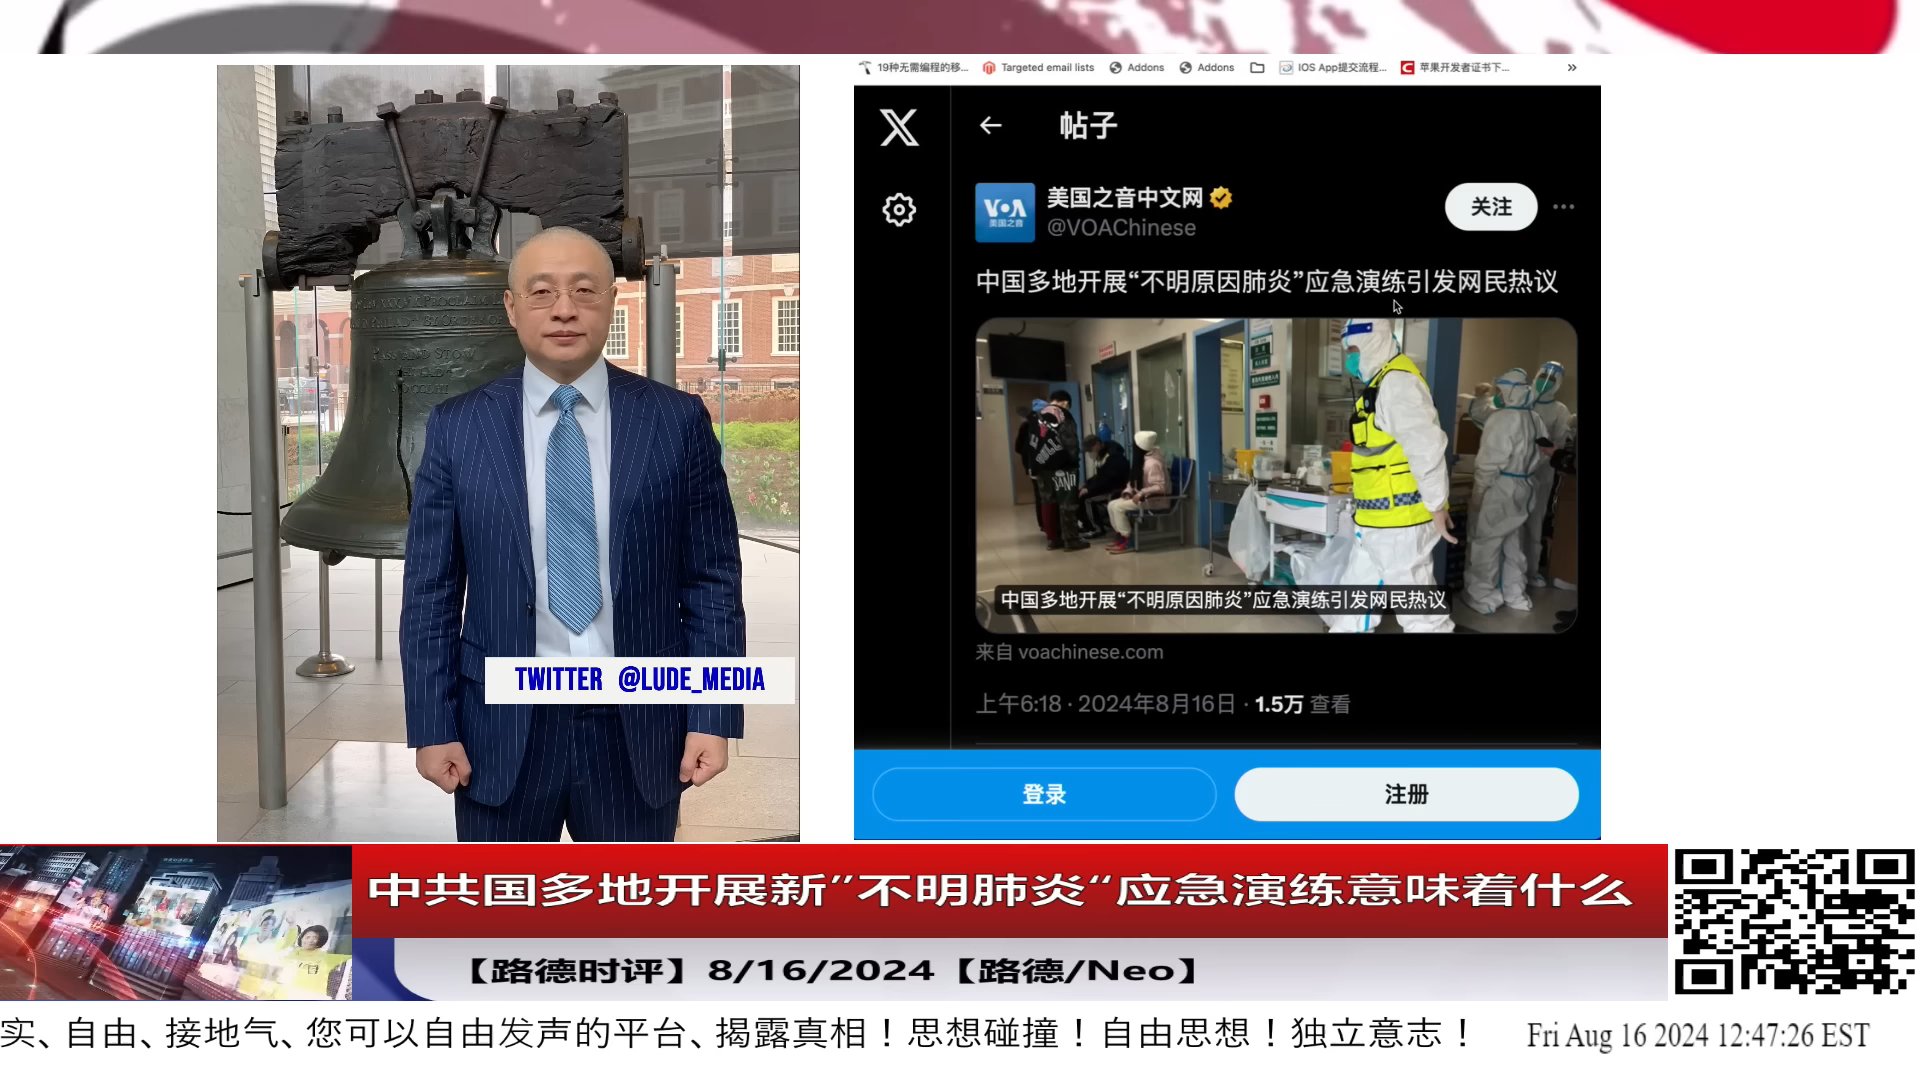 19种无需编程的移...
Targeted email lists
Addons
Addons
IOS App提交流程...
苹果开发者证书下...
»
帖子
VOA
美国之音
美国之音中文网
@VOAChinese
关注
中国多地开展“不明原因肺炎”应急演练引发网民热议
中国多地开展“不明原因肺炎”应急演练引发网民热议
来自 voachinese.com
上午6:18 · 2024年8月16日 · 1.5万 查看
登录
注册
PASS AND STOW
TWITTER @LUDE_MEDIA
中共国多地开展新”不明肺炎“应急演练意味着什么
【路德时评】8/16/2024【路德/Neo】
实、自由、接地气、您可以自由发声的平台、揭露真相！思想碰撞！自由思想！独立意志！
Fri Aug 16 2024 12:47:26 EST